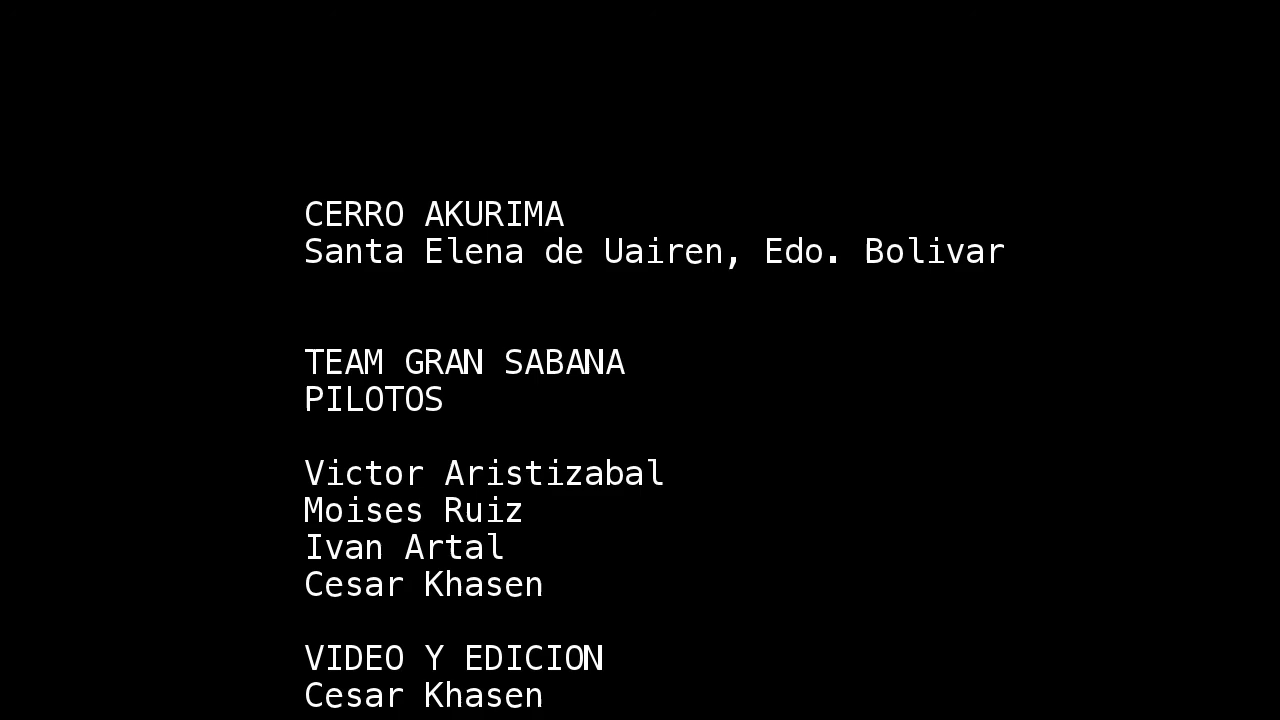 CERRO AKURIMA
Santa Elena de Uairen, Edo. Bolivar
TEAM GRAN SABANA
PILOTOS
Victor Aristizabal
Moises Ruiz
Ivan Artal
Cesar Khasen
VIDEO Y EDICION
Cesar Khasen